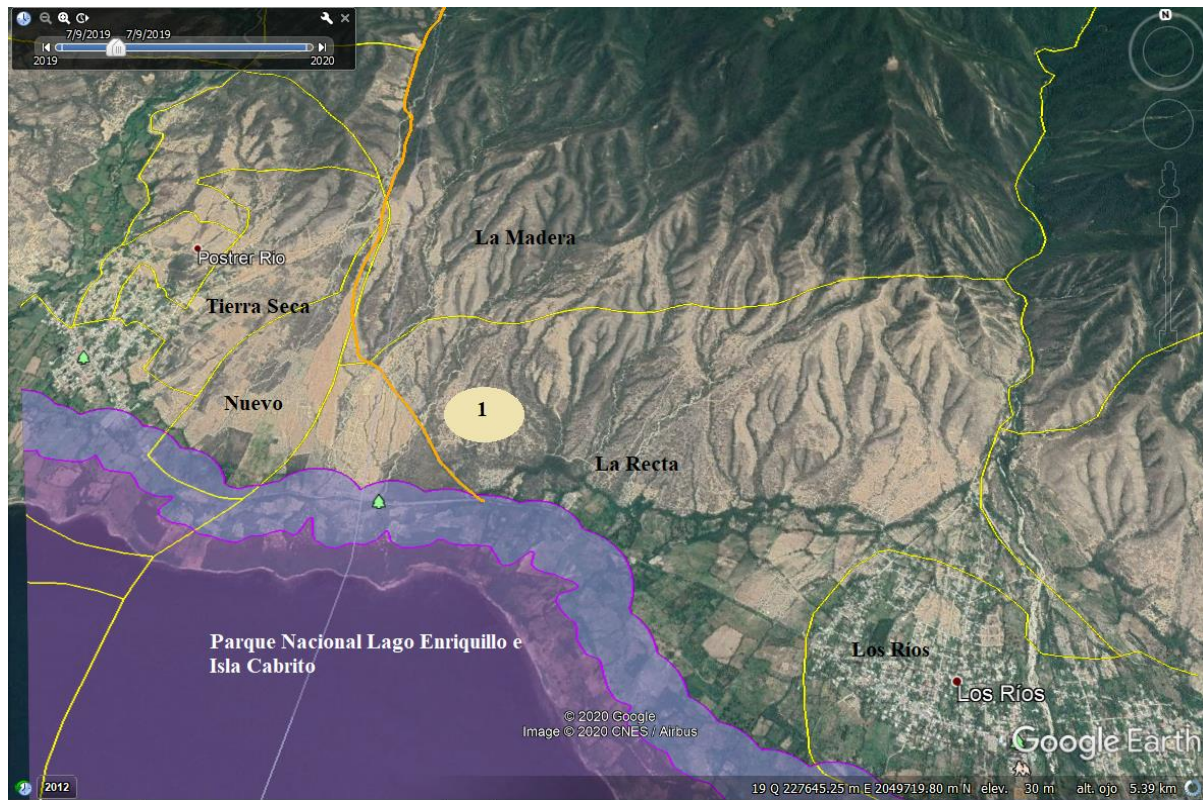 7/9/2019 7/9/2019
2019 2020
N
La Madera
Postrer Río
Tierra Seca
Nuevo
1
La Recta
Parque Nacional Lago Enriquillo e
Isla Cabrito
Los Ríos
Los Ríos
© 2020 Google
Image © 2020 CNES / Airbus
Google Earth
2012
19 Q 227645.25 m E 2049719.80 m N elev. 30 m alt. ojo 5.39 km